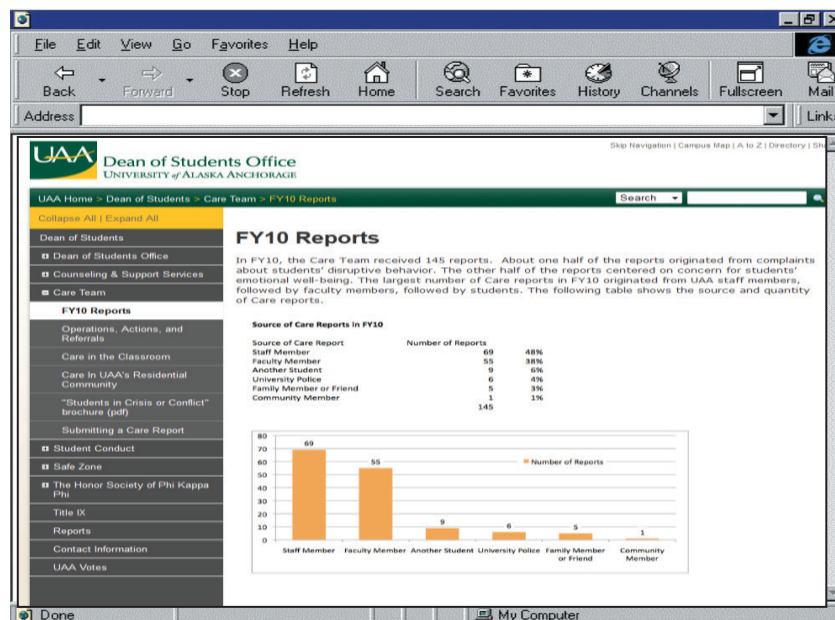 File Edit View Go Favorites Help
Back Forward Stop Refresh Home Search Favorites History Channels Fullscreen Mail
Address Link
Skip Navigation | Campus Map | A to Z | Directory |
UAA Dean of Students Office
UNIVERSITY of ALASKA ANCHORAGE
UAA Home > Dean of Students > Care Team > FY10 Reports Search
Collapse All | Expand All
Dean of Students
Dean of Students Office
Counseling & Support Services
Care Team
FY10 Reports
Operations, Actions, and
Referrals
Care in the Classroom
Care In UAA's Residential
Community
"Students in Crisis or Conflict"
brochure (pdf)
Submitting a Care Report
Student Conduct
Safe Zone
The Honor Society of Phi Kappa
Phi
Title IX
Reports
Contact Information
UAA Votes
FY10 Reports
In FY10, the Care Team received 145 reports. About one half of the reports originated from complaints
about students' disruptive behavior. The other half of the reports centered on concern for students'
emotional well-being. The largest number of Care reports in FY10 originated from UAA staff members,
followed by faculty members, followed by students. The following table shows the source and quantity
of Care reports.
Source of Care Reports in FY10
Source of Care Report Number of Reports
Staff Member 69 48%
Faculty Member 55 38%
Another Student 9 6%
University Police 6 4%
Family Member or Friend 5 3%
Community Member 1 1%
145
80
70
60
50
40
30
20
10
0
69
55
9
6
5
1
Number of Reports
Staff Member Faculty Member Another Student University Police Family Member Community
or Friend Member
Done My Computer